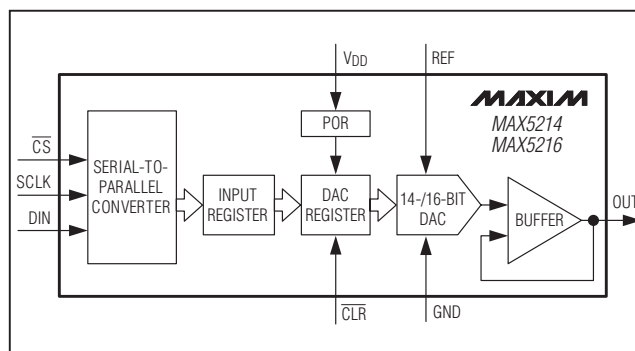 VDD
REF
MAXIM
MAX5214
MAX5216
POR
CS
SCLK
DIN
SERIAL-TO-
PARALLEL
CONVERTER
INPUT
REGISTER
DAC
REGISTER
14-/16-BIT
DAC
BUFFER
OUT
CLR
GND